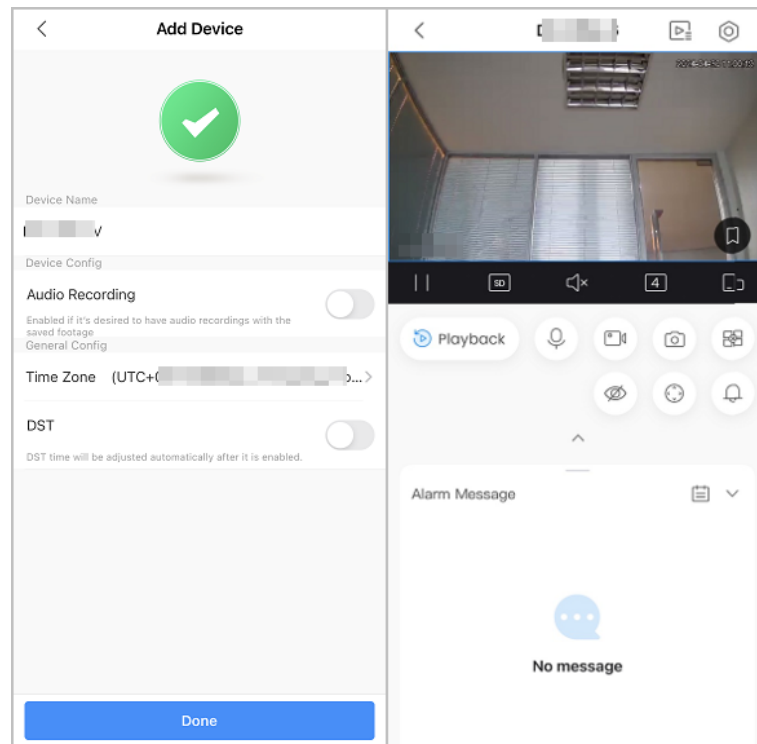 Add Device
Device Name
Device Config
Audio Recording
Enabled if it's desired to have audio recordings with the
saved footage
General Config
Time Zone (UTC+
DST
DST time will be adjusted automatically after it is enabled.
Done
SD
4
Playback
Alarm Message
No message